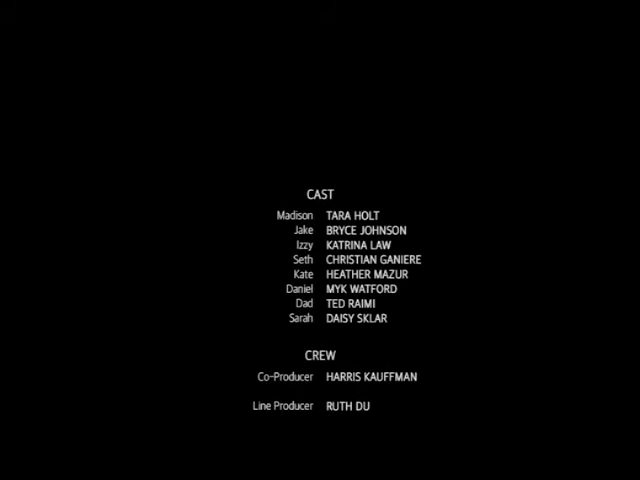 CAST
Madison TARA HOLT
Jake BRYCE JOHNSON
Izzy KATRINA LAW
Seth CHRISTIAN GANIERE
Kate HEATHER MAZUR
Daniel MYK WATFORD
Dad TED RAIMI
Sarah DAISY SKLAR
CREW
Co-Producer HARRIS KAUFFMAN
Line Producer RUTH DU